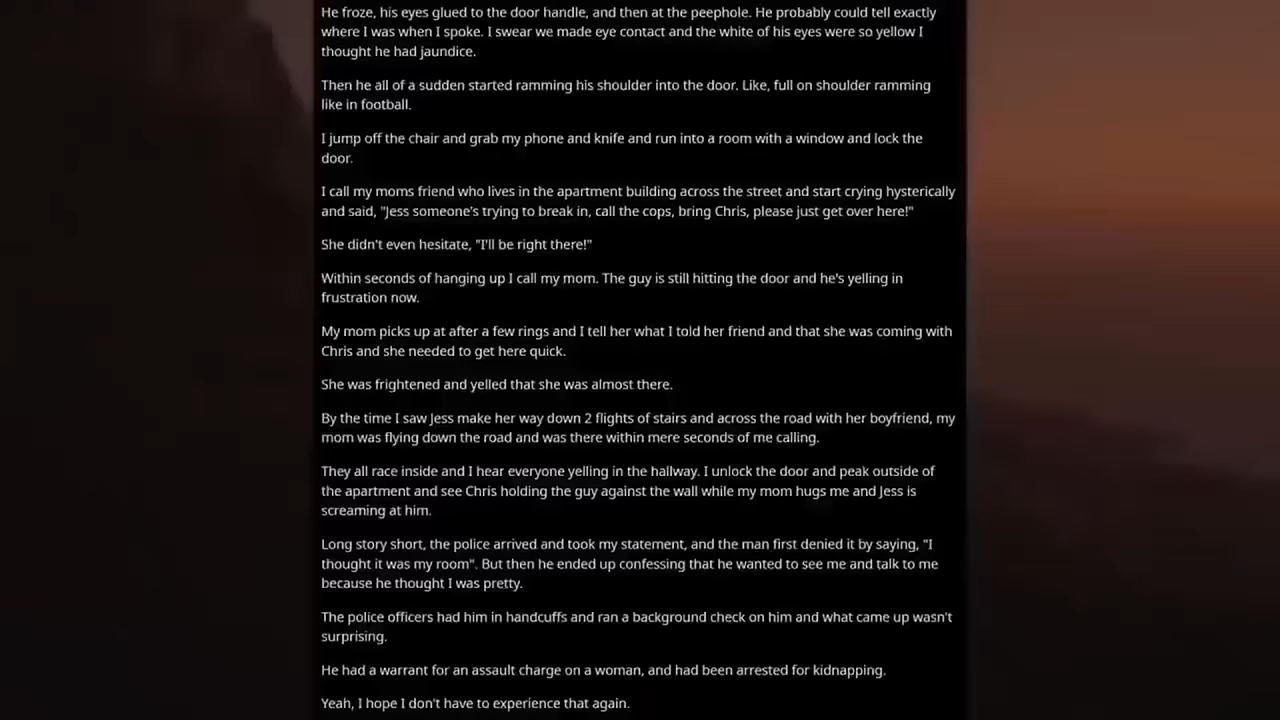 He froze, his eyes glued to the door handle, and then at the peephole. He probably could tell exactly
where I was when I spoke. I swear we made eye contact and the white of his eyes were so yellow I
thought he had jaundice.
Then he all of a sudden started ramming his shoulder into the door. Like, full on shoulder ramming
like in football.
I jump off the chair and grab my phone and knife and run into a room with a window and lock the
door.
I call my moms friend who lives in the apartment building across the street and start crying hysterically
and said, "Jess someone's trying to break in, call the cops, bring Chris, please just get over here!"
She didn't even hesitate, "I'll be right there!"
Within seconds of hanging up I call my mom. The guy is still hitting the door and he's yelling in
frustration now.
My mom picks up at after a few rings and I tell her what I told her friend and that she was coming with
Chris and she needed to get here quick.
She was frightened and yelled that she was almost there.
By the time I saw Jess make her way down 2 flights of stairs and across the road with her boyfriend, my
mom was flying down the road and was there within mere seconds of me calling.
They all race inside and I hear everyone yelling in the hallway. I unlock the door and peak outside of
the apartment and see Chris holding the guy against the wall while my mom hugs me and Jess is
screaming at him.
Long story short, the police arrived and took my statement, and the man first denied it by saying, "I
thought it was my room". But then he ended up confessing that he wanted to see me and talk to me
because he thought I was pretty.
The police officers had him in handcuffs and ran a background check on him and what came up wasn't
surprising.
He had a warrant for an assault charge on a woman, and had been arrested for kidnapping.
Yeah, I hope I don't have to experience that again.